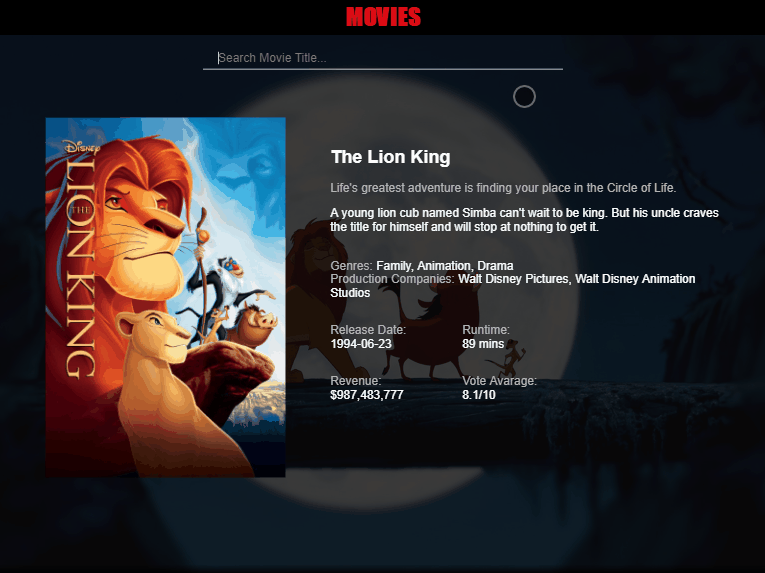 MOVIES
Search Movie Title...
Disney
THE
LION KING
The Lion King
Life's greatest adventure is finding your place in the Circle of Life.
A young lion cub named Simba can't wait to be king. But his uncle craves
the title for himself and will stop at nothing to get it.
Genres: Family, Animation, Drama
Production Companies: Walt Disney Pictures, Walt Disney Animation
Studios
Release Date:
Runtime:
1994-06-23
89 mins
Revenue:
Vote Avarage:
$987,483,777
8.1/10